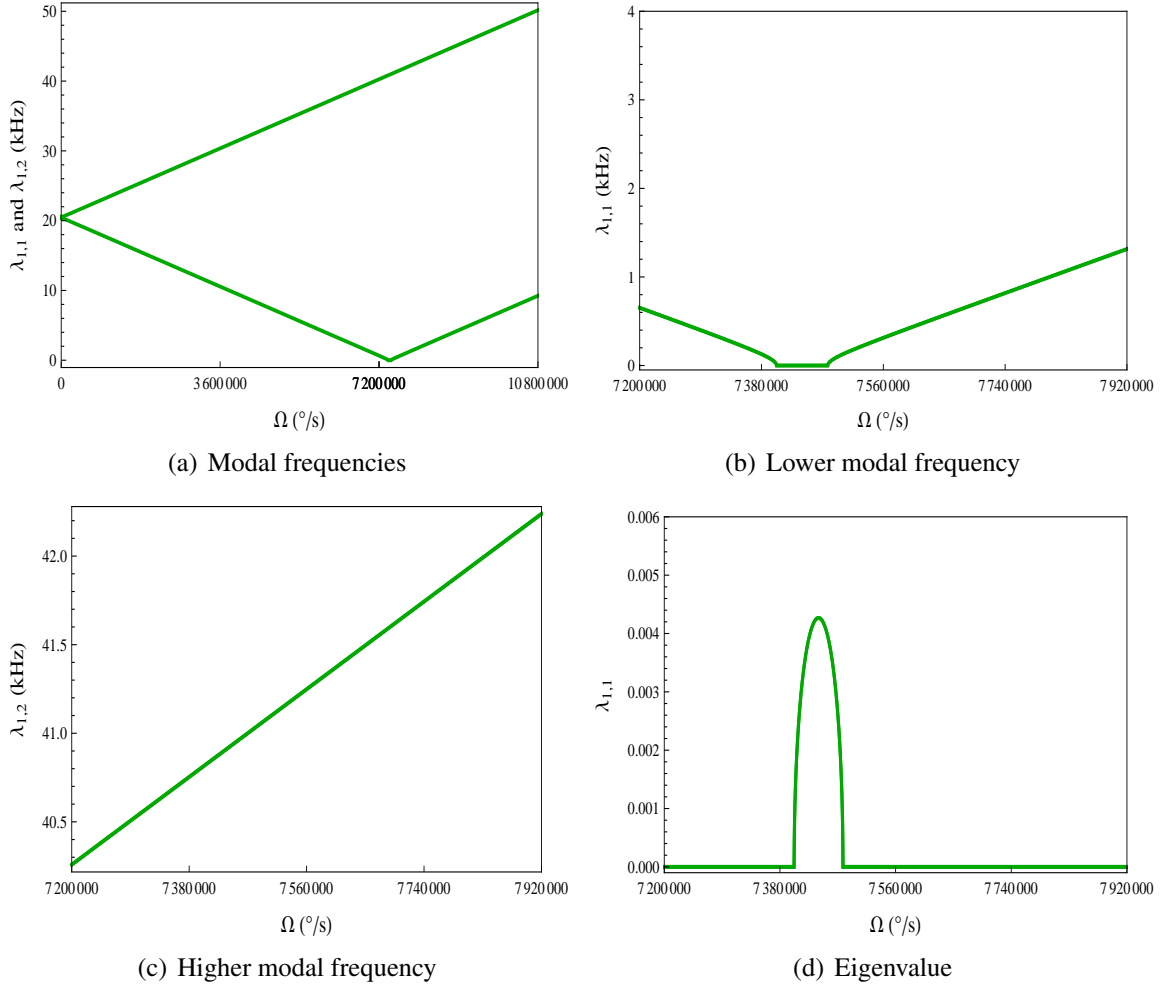 50
40
30
20
10
0
λ1,1 and λ1,2 (kHz)
0
3 600 000
7 200 000
10 800 000
Ω (°/s)
(a) Modal frequencies
4
3
2
1
0
λ1,1 (kHz)
7 200 000
7 380 000
7 560 000
7 740 000
7 920 000
Ω (°/s)
(b) Lower modal frequency
42.0
41.5
41.0
40.5
λ1,2 (kHz)
7 200 000
7 380 000
7 560 000
7 740 000
7 920 000
Ω (°/s)
(c) Higher modal frequency
0.006
0.005
0.004
0.003
0.002
0.001
0.000
λ1,1
7 200 000
7 380 000
7 560 000
7 740 000
7 920 000
Ω (°/s)
(d) Eigenvalue